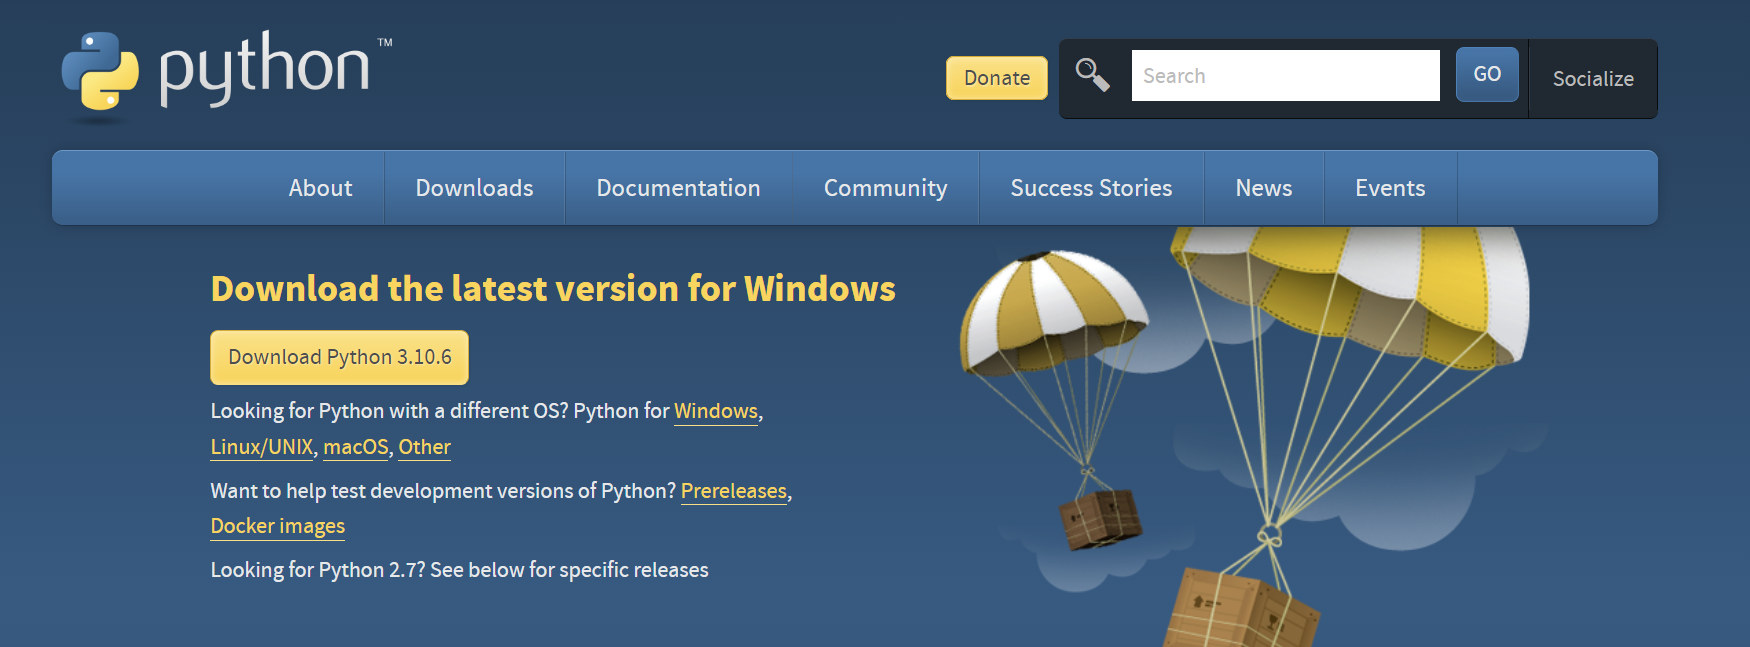 python™
Donate
Search
GO
Socialize
About
Downloads
Documentation
Community
Success Stories
News
Events
Download the latest version for Windows
Download Python 3.10.6
Looking for Python with a different OS? Python for Windows,
Linux/UNIX, macOS, Other
Want to help test development versions of Python? Prereleases,
Docker images
Looking for Python 2.7? See below for specific releases